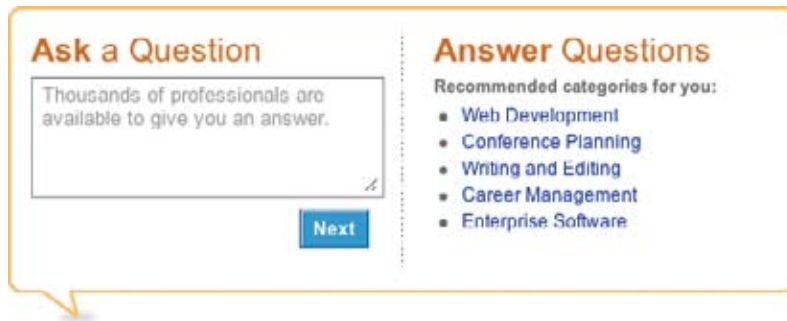 Ask a Question
Thousands of professionals are
available to give you an answer.
Next
Answer Questions
Recommended categories for you:
Web Development
Conference Planning
Writing and Editing
Career Management
Enterprise Software